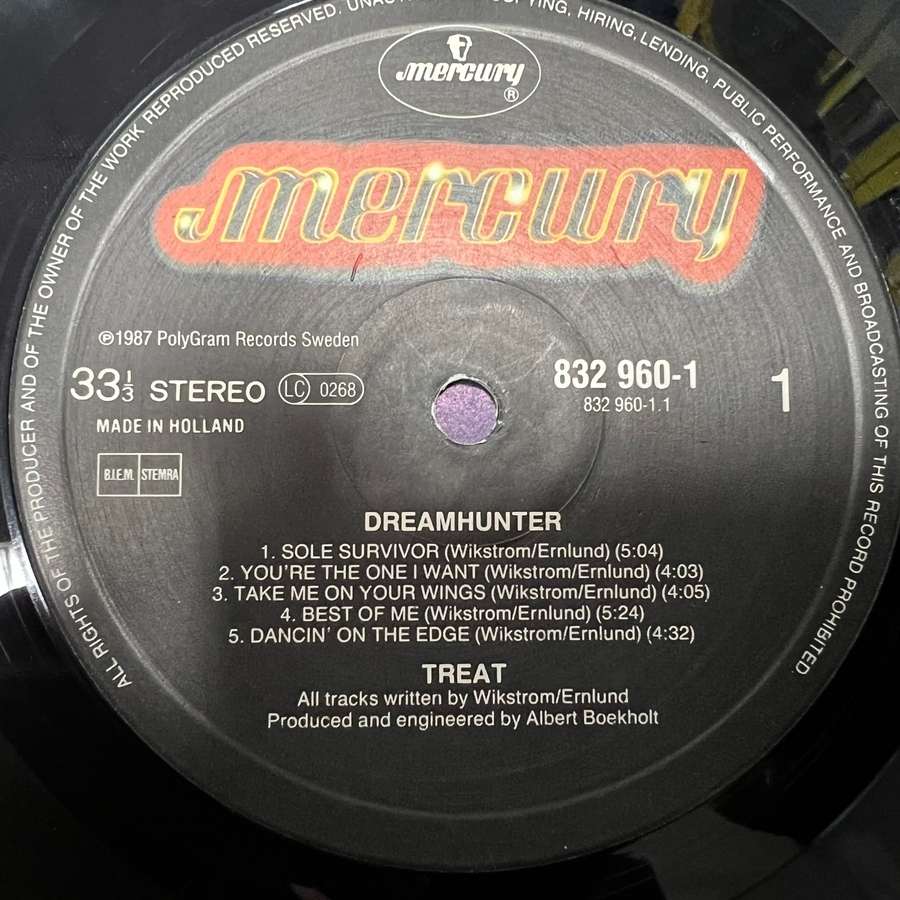 ALL RIGHTS OF THE PRODUCER AND OF THE OWNER OF THE WORK REPRODUCED RESERVED. HIRING, LENDING, PUBLIC PERFORMANCE AND BROADCASTING OF THIS RECORD PROHIBITED
mercury
®
mercury
℗1987 PolyGram Records Sweden
33⅓ STEREO LC 0268
MADE IN HOLLAND
B.I.E.M. STEMRA
832 960-1
832 960-1.1
1
DREAMHUNTER
1. SOLE SURVIVOR (Wikstrom/Ernlund) (5:04)
2. YOU'RE THE ONE I WANT (Wikstrom/Ernlund) (4:03)
3. TAKE ME ON YOUR WINGS (Wikstrom/Ernlund) (4:05)
4. BEST OF ME (Wikstrom/Ernlund) (5:24)
5. DANCIN' ON THE EDGE (Wikstrom/Ernlund) (4:32)
TREAT
All tracks written by Wikstrom/Ernlund
Produced and engineered by Albert Boekholt